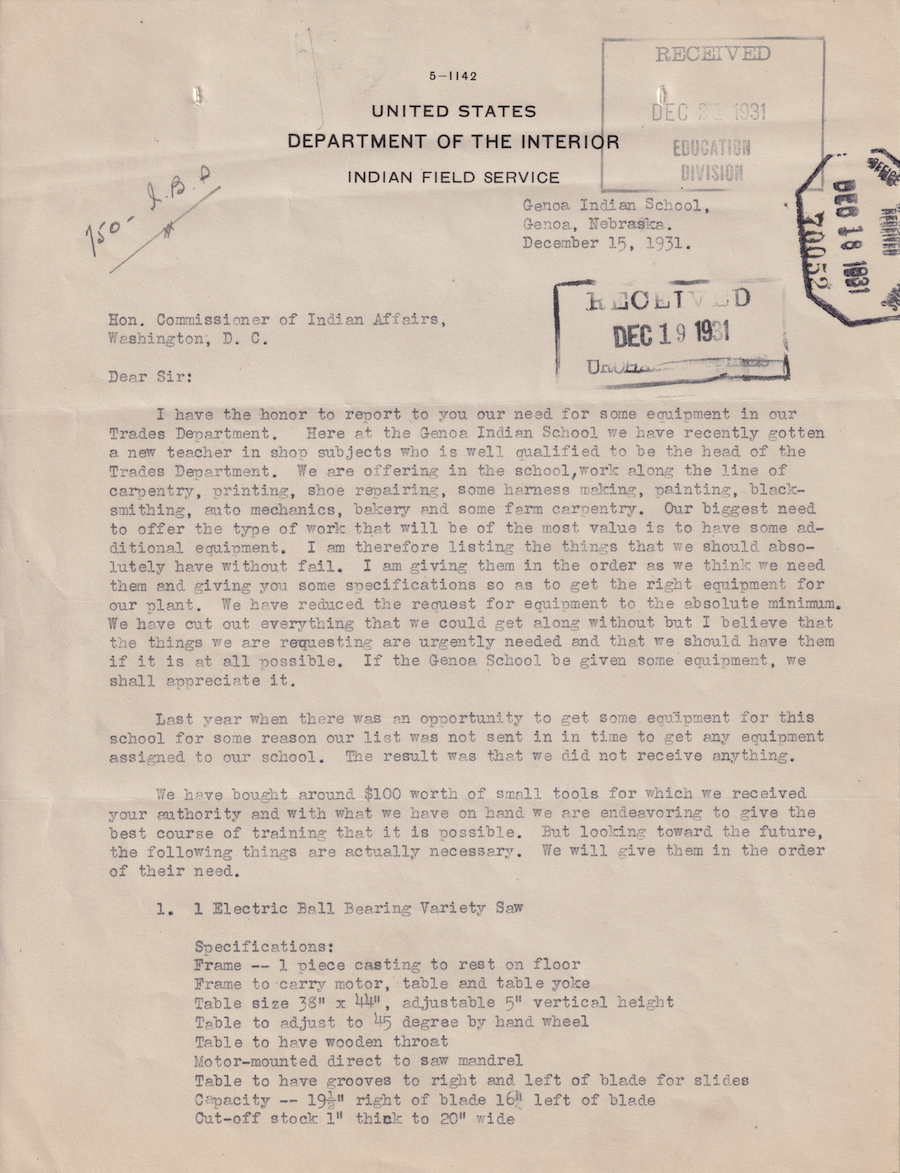 5-1142
UNITED STATES
DEPARTMENT OF THE INTERIOR
INDIAN FIELD SERVICE
RECEIVED
DEC 1931
EDUCATION
DIVISION
OFFICE
RECEIVED
DEC 18 1931
70052
750-
Genoa Indian School,
Genoa, Nebraska.
December 15, 1931.
RECEIVED
DEC 19 1931
Hon. Commissioner of Indian Affairs,
Washington, D. C.
Dear Sir:
I have the honor to report to you our need for some equipment in our
Trades Department. Here at the Genoa Indian School we have recently gotten
a new teacher in shop subjects who is well qualified to be the head of the
Trades Department. We are offering in the school,work along the line of
carpentry, printing, shoe repairing, some harness making, painting, black-
smithing, auto mechanics, bakery and some farm carpentry. Our biggest need
to offer the type of work that will be of the most value is to have some ad-
ditional equipment. I am therefore listing the things that we should abso-
lutely have without fail. I am giving them in the order as we think we need
them and giving you some specifications so as to get the right equipment for
our plant. We have reduced the request for equipment to the absolute minimum.
We have cut out everything that we could get along without but I believe that
the things we are requesting are urgently needed and that we should have them
if it is at all possible. If the Genoa School be given some equipment, we
shall appreciate it.
Last year when there was an opportunity to get some equipment for this
school for some reason our list was not sent in in time to get any equipment
assigned to our school. The result was that we did not receive anything.
We have bought around $100 worth of small tools for which we received
your authority and with what we have on hand we are endeavoring to give the
best course of training that it is possible. But looking toward the future,
the following things are actually necessary. We will give them in the order
of their need.
1. 1 Electric Ball Bearing Variety Saw
Specifications:
Frame -- 1 piece casting to rest on floor
Frame to carry motor, table and table yoke
Table size 38" x 44", adjustable 5" vertical height
Table to adjust to 45 degree by hand wheel
Table to have wooden throat
Motor-mounted direct to saw mandrel
Table to have grooves to right and left of blade for slides
Capacity -- 19½" right of blade 16" left of blade
Cut-off stock 1" thick to 20" wide